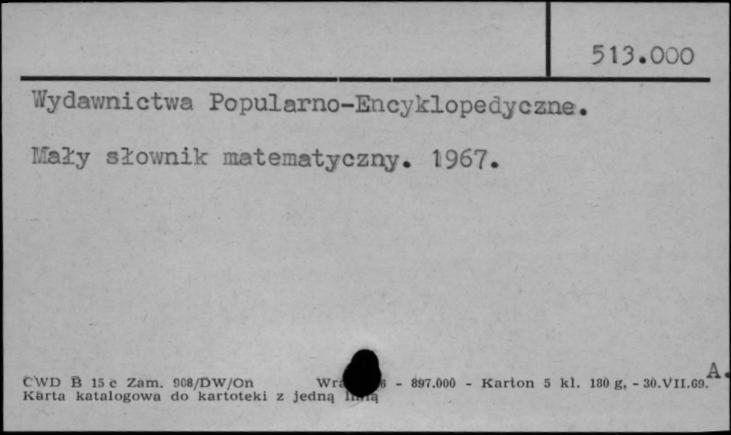 513.000
Wydawnictwa Popularno-Encyklopedyczne.
Mały słownik matematyczny. 1967.
A.
CWD B 15 c Zam. 908/DW/On - 897.000 - Karton 5 kl. 180 g. - 30.VII.69.
Karta katalogowa do kartoteki z jedną